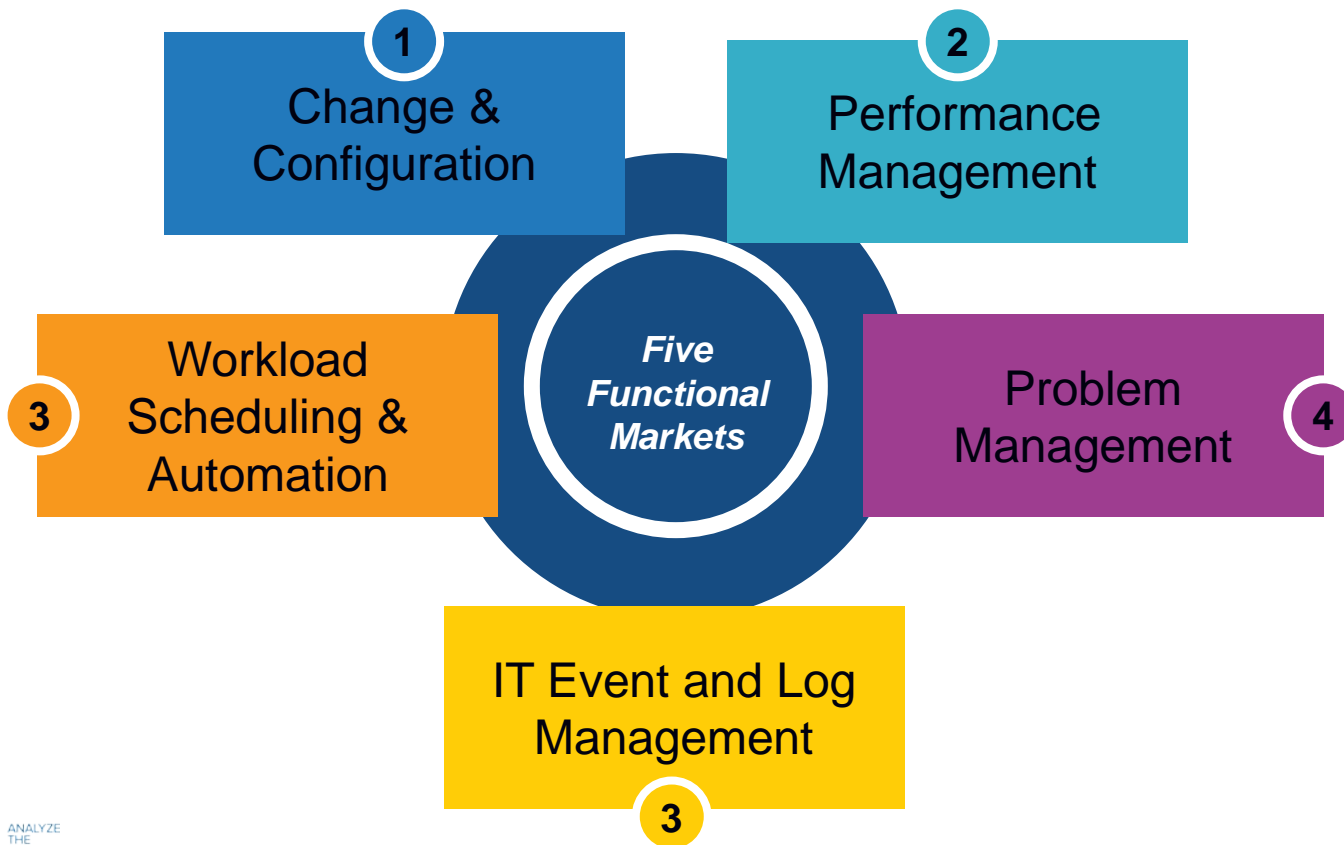 1
Change &
Configuration
2
Performance
Management
3
Workload
Scheduling &
Automation
Five
Functional
Markets
Problem
Management
4
IT Event and Log
Management
3
ANALYZE
THE